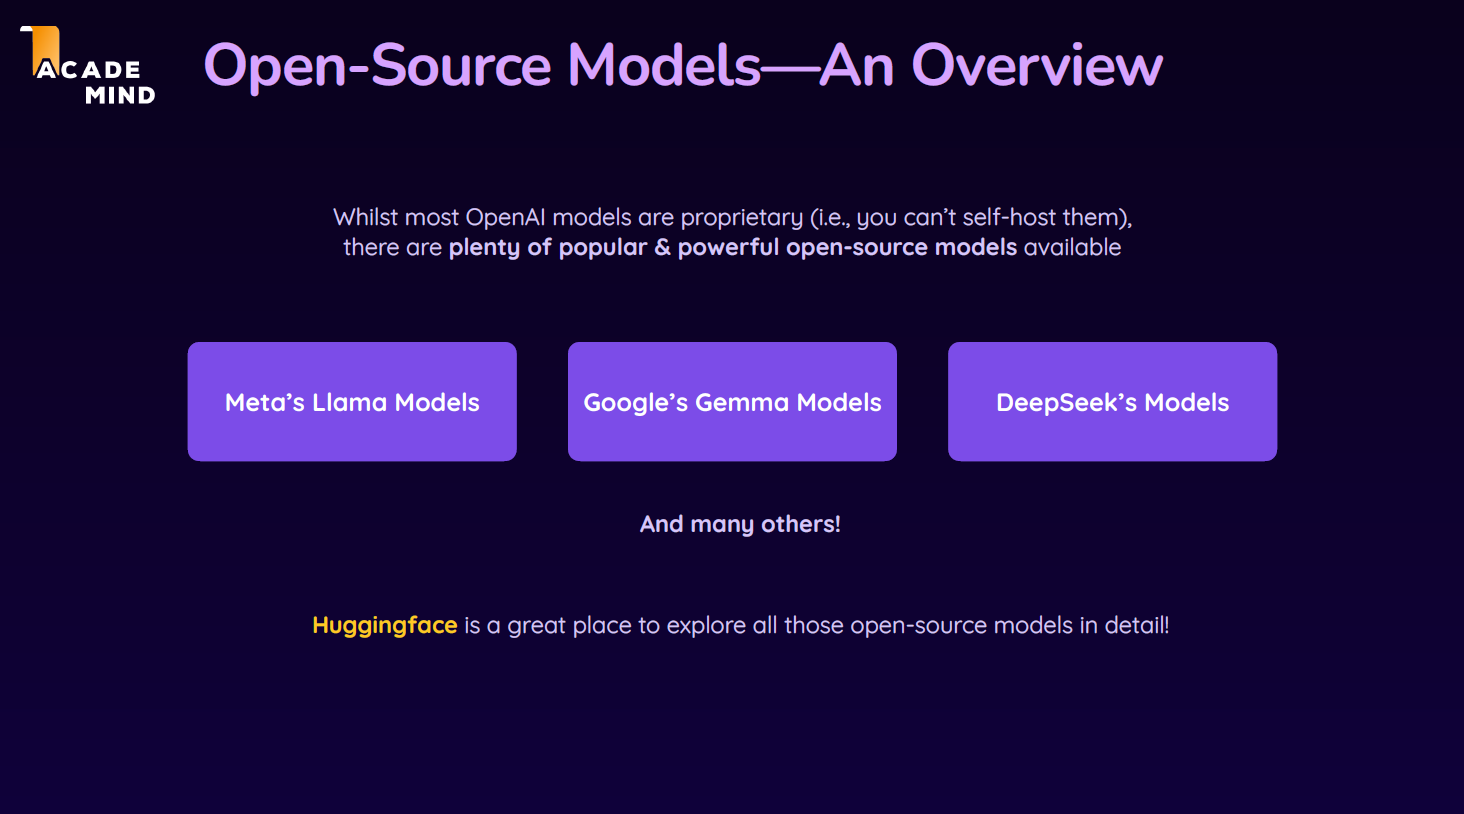 ACADE
MIND
Open-Source Models—An Overview
Whilst most OpenAI models are proprietary (i.e., you can’t self-host them),
there are plenty of popular & powerful open-source models available
Meta’s Llama Models
Google’s Gemma Models
DeepSeek’s Models
And many others!
Huggingface is a great place to explore all those open-source models in detail!